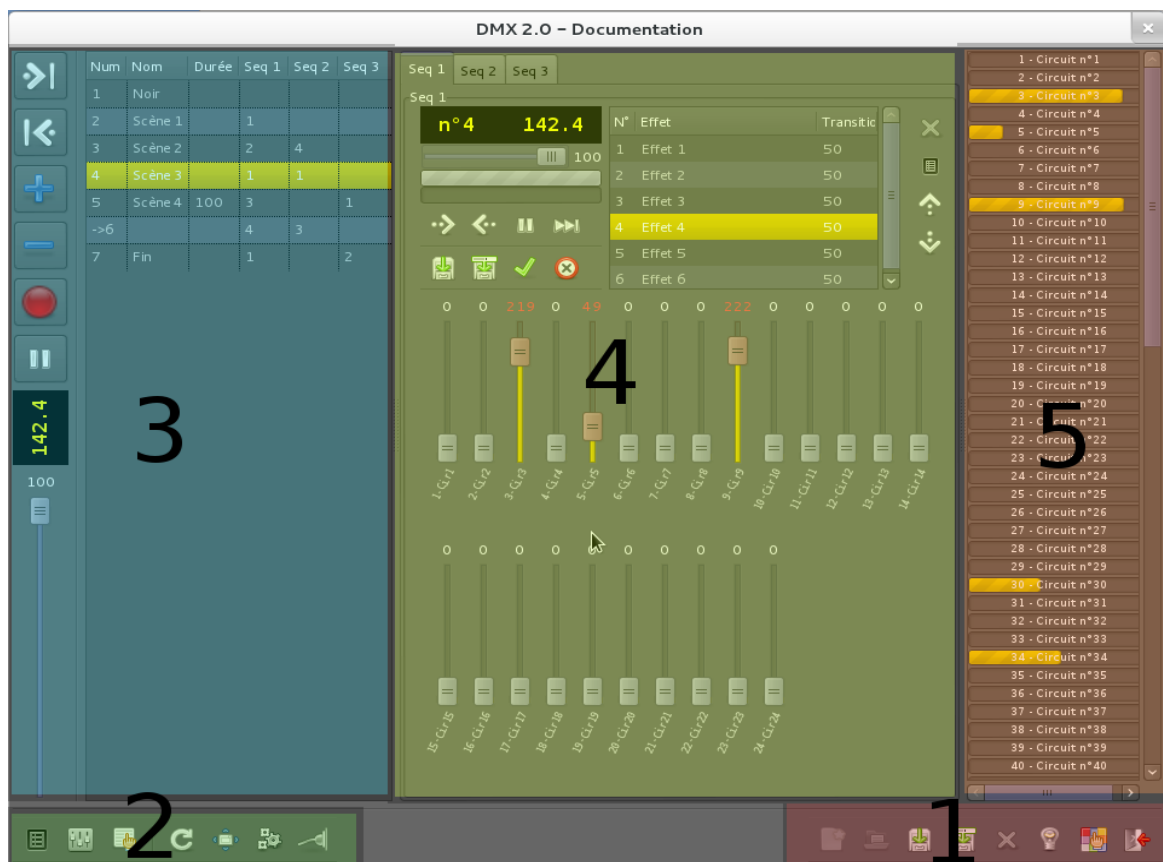 DMX 2.0 – Documentation
Num Nom Durée Seq 1 Seq 2 Seq 3
1 Noir
2 Scène 1 1
3 Scène 2 2 4
4 Scène 3 1 1
5 Scène 4 100 3 1
->6 4 3
7 Fin 1 2
142.4
100
3
Seq 1 Seq 2 Seq 3
Seq 1
n°4 142.4
100
N° Effet Transitic
1 Effet 1 50
2 Effet 2 50
3 Effet 3 50
4 Effet 4 50
5 Effet 5 50
6 Effet 6 50
0 0 219 0 49 0 0 0 222 0 0 0 0 0
4
1-Cir1 2-Cir2 3-Cir3 4-Cir4 5-Cir5 6-Cir6 7-Cir7 8-Cir8 9-Cir9 10-Cir10 11-Cir11 12-Cir12 13-Cir13 14-Cir14
0 0 0 0 0 0 0 0 0 0
15-Cir15 16-Cir16 17-Cir17 18-Cir18 19-Cir19 20-Cir20 21-Cir21 22-Cir22 23-Cir23 24-Cir24
1 - Circuit n°1
2 - Circuit n°2
3 - Circuit n°3
4 - Circuit n°4
5 - Circuit n°5
6 - Circuit n°6
7 - Circuit n°7
8 - Circuit n°8
9 - Circuit n°9
10 - Circuit n°10
11 - Circuit n°11
12 - Circuit n°12
13 - Circuit n°13
14 - Circuit n°14
15 - Circuit n°15
16 - Circuit n°16
17 - Circuit n°17
18 - Circuit n°18
19 - Circuit n°19
20 - Circuit n°20
21 - Circuit n°21
22 - Circuit n°22
23 - Circuit n°23
24 - Circuit n°24
25 - Circuit n°25
26 - Circuit n°26
27 - Circuit n°27
28 - Circuit n°28
29 - Circuit n°29
30 - Circuit n°30
31 - Circuit n°31
32 - Circuit n°32
33 - Circuit n°33
34 - Circuit n°34
35 - Circuit n°35
36 - Circuit n°36
37 - Circuit n°37
38 - Circuit n°38
39 - Circuit n°39
40 - Circuit n°40
5
2
1